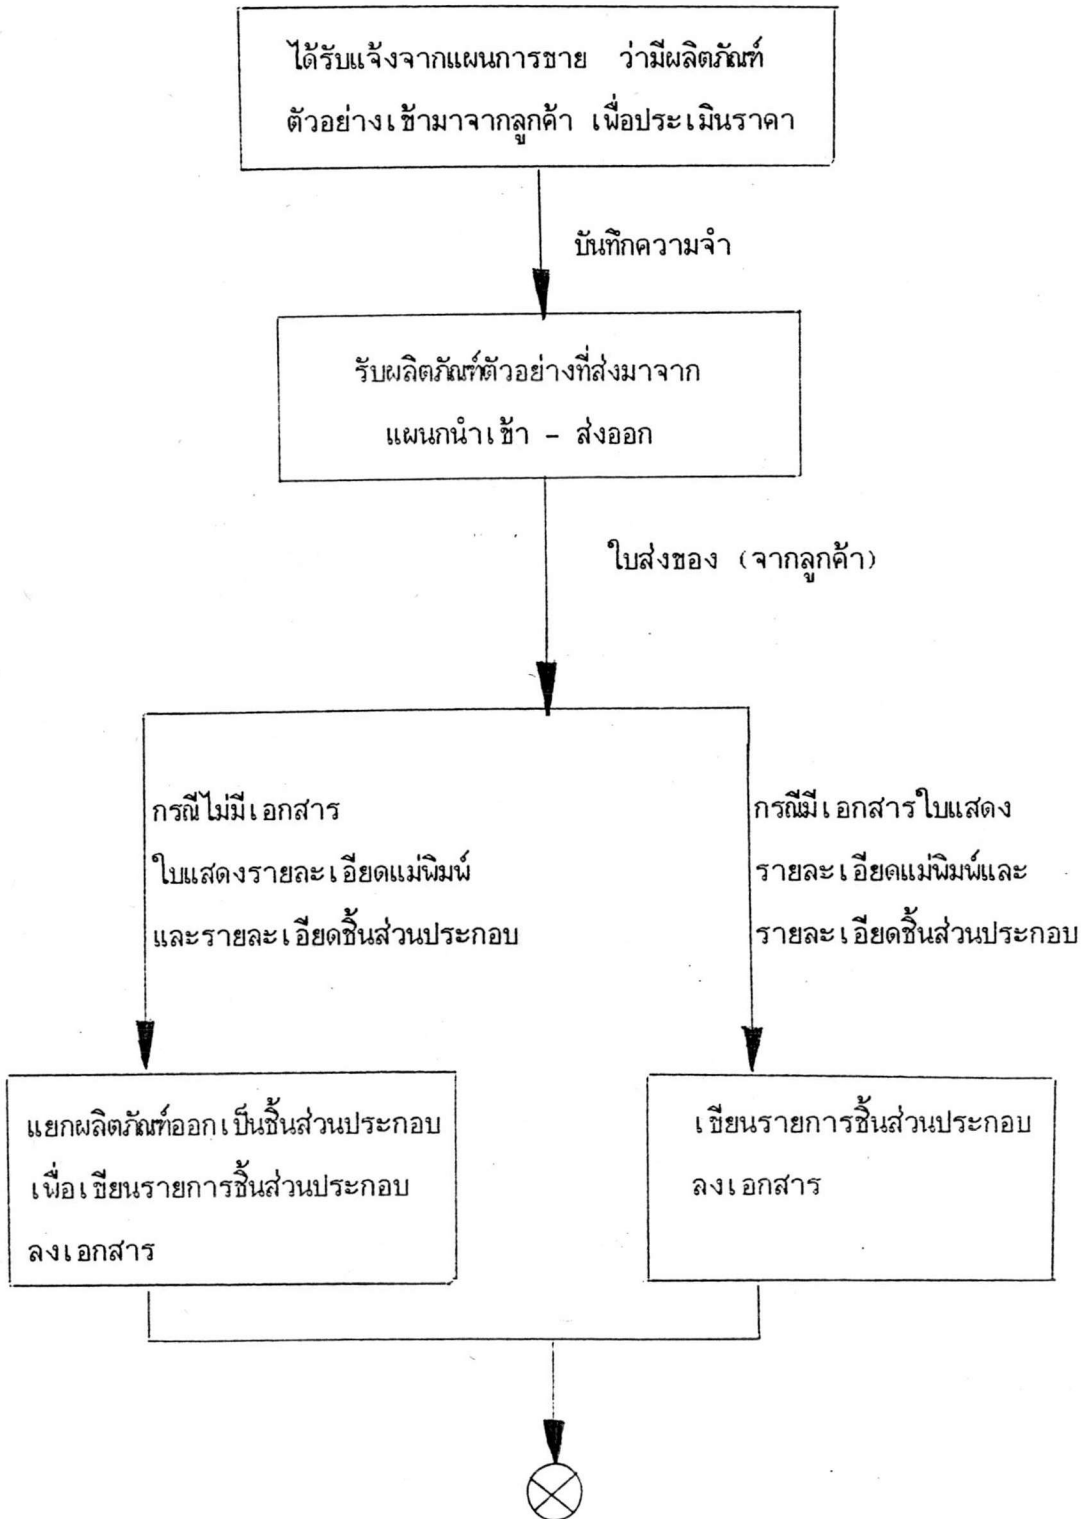 ได้รับแจ้งจากแผนการขาย ว่ามีผลิตภัณฑ์
ตัวอย่างเข้ามาจากลูกค้า เพื่อประเมินราคา
บันทึกความจำ
รับผลิตภัณฑ์ตัวอย่างที่ส่งมาจาก
แผนกนำเข้า - ส่งออก
ใบส่งของ (จากลูกค้า)
กรณีไม่มีเอกสาร
ใบแสดงรายละเอียดแม่พิมพ์
และรายละเอียดชิ้นส่วนประกอบ
กรณีมีเอกสารใบแสดง
รายละเอียดแม่พิมพ์และ
รายละเอียดชิ้นส่วนประกอบ
แยกผลิตภัณฑ์ออกเป็นชิ้นส่วนประกอบ
เพื่อเขียนรายการชิ้นส่วนประกอบ
ลงเอกสาร
เขียนรายการชิ้นส่วนประกอบ
ลงเอกสาร